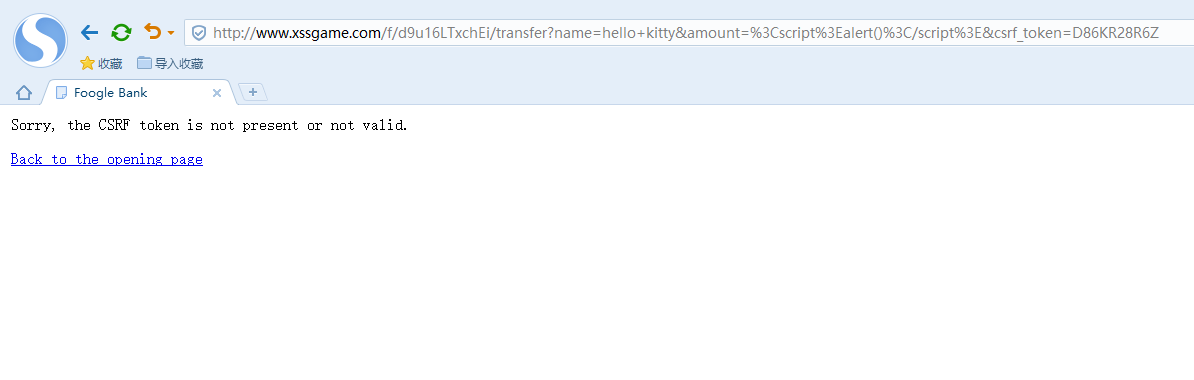 http://www.xssgame.com/f/d9u16LTxchEi/transfer?name=hello+kitty&amount=%3Cscript%3Ealert()%3C/script%3E&csrf_token=D86KR28R6Z
收藏 导入收藏
Foogle Bank
Sorry, the CSRF token is not present or not valid.
Back to the opening page